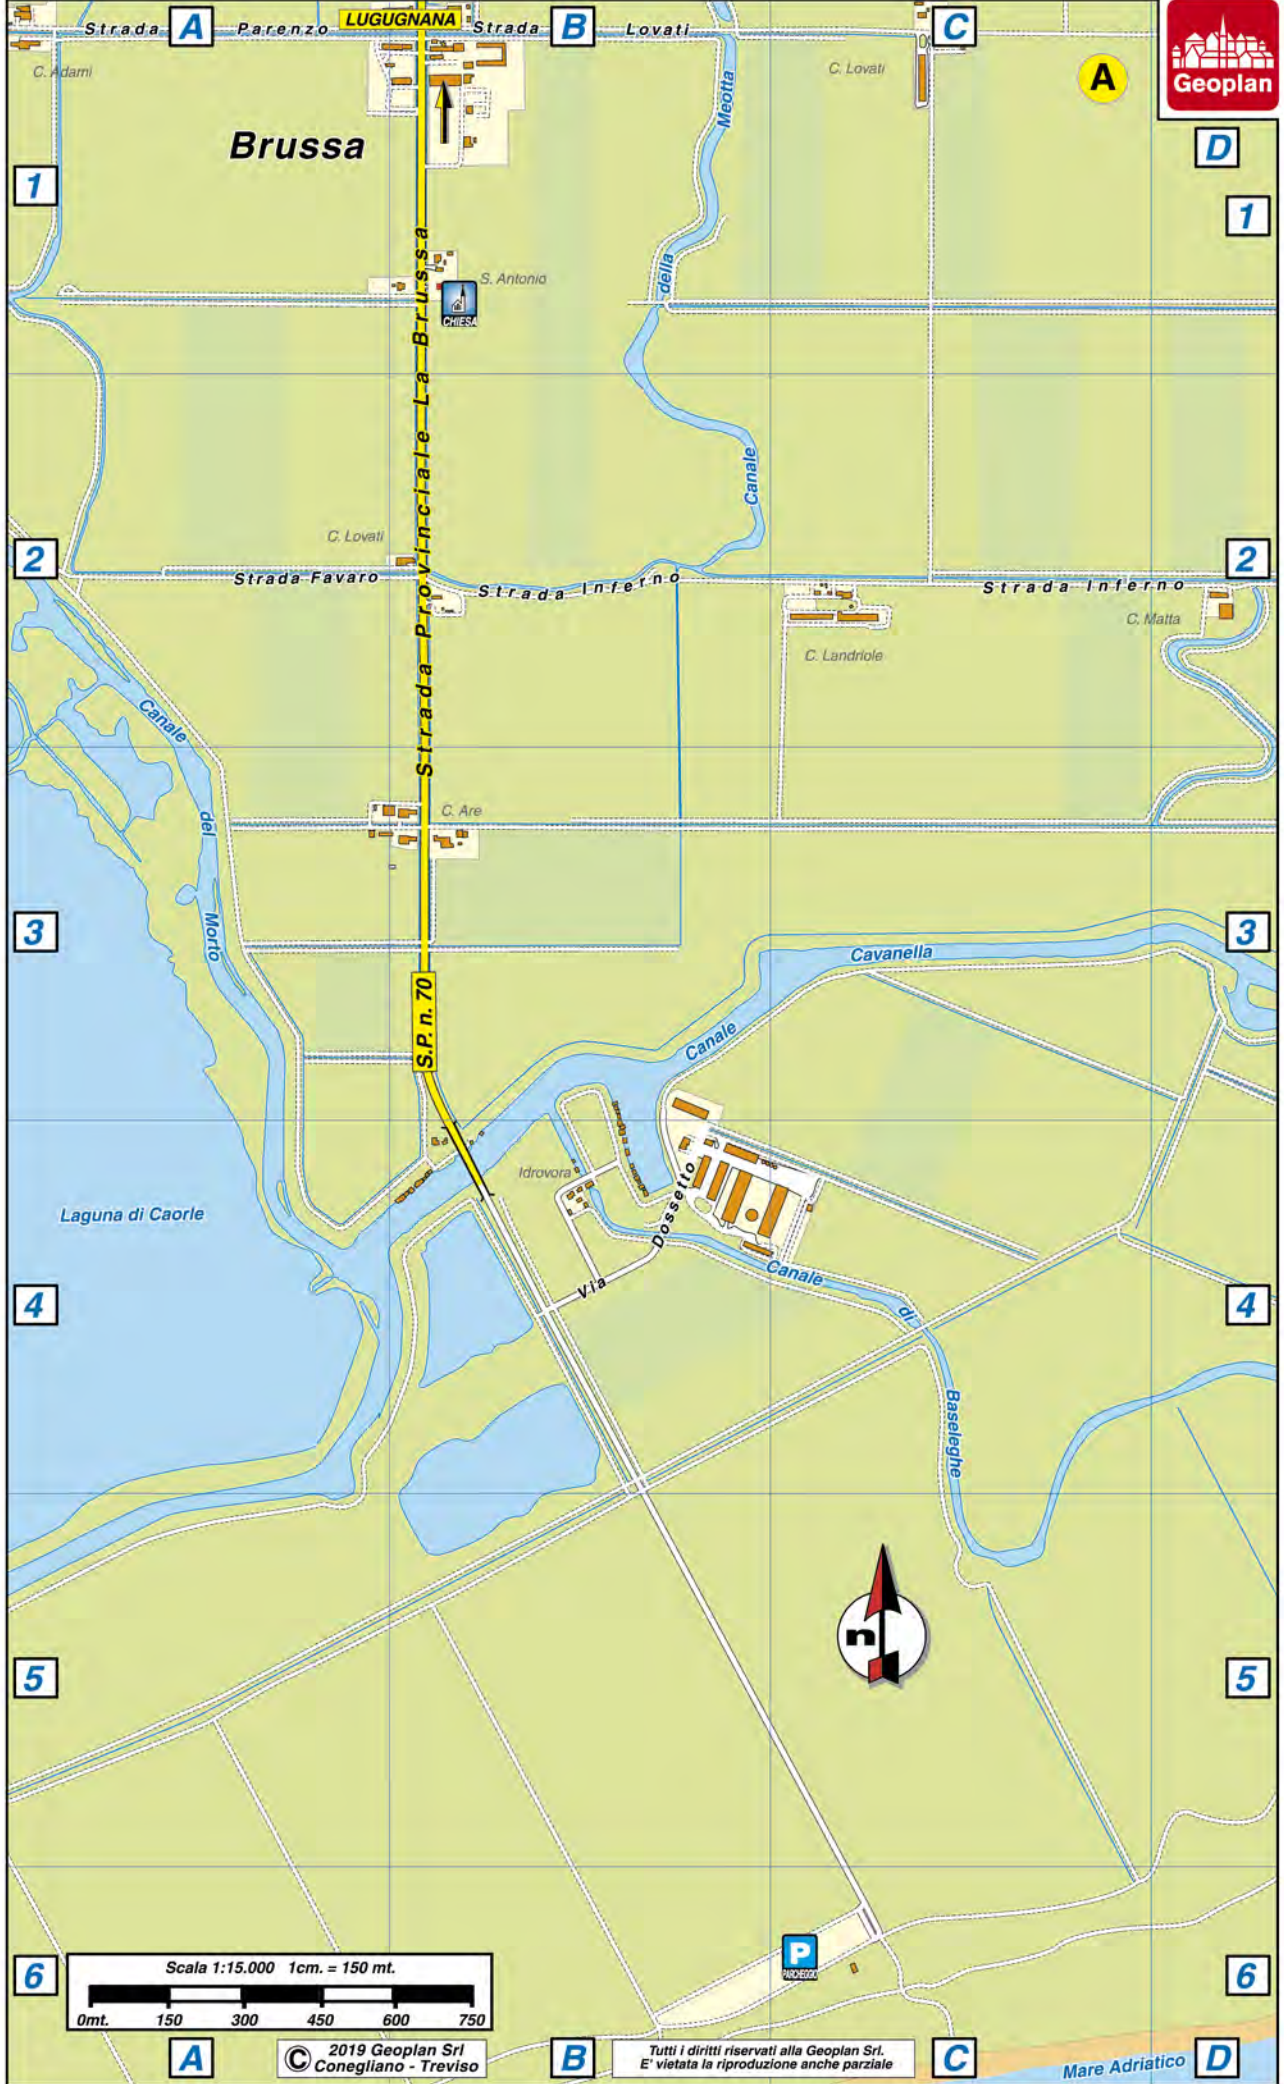 Strada Parenzo
A
LUGUGNANA
Strada Lovati
B
C
Geoplan
A
D
C. Adami
C. Lovati
Brussa
1
1
Canale della Meotta
S. Antonio
CHIESA
Strada Provinciale La Brussa
C. Lovati
2
2
Strada Favaro
Strada Inferno
Strada Inferno
C. Matta
C. Landriole
Canale del Morto
C. Are
3
3
Canale Cavanella
S.P. n. 70
Idrovora
Via Dossetto
Laguna di Caorle
Canale di Baseleghe
4
4
n
5
5
P
PARCHEGGIO
6
6
Scala 1:15.000 1cm. = 150 mt.
0mt. 150 300 450 600 750
A
© 2019 Geoplan Srl
Conegliano - Treviso
B
Tutti i diritti riservati alla Geoplan Srl.
E' vietata la riproduzione anche parziale
C
Mare Adriatico
D